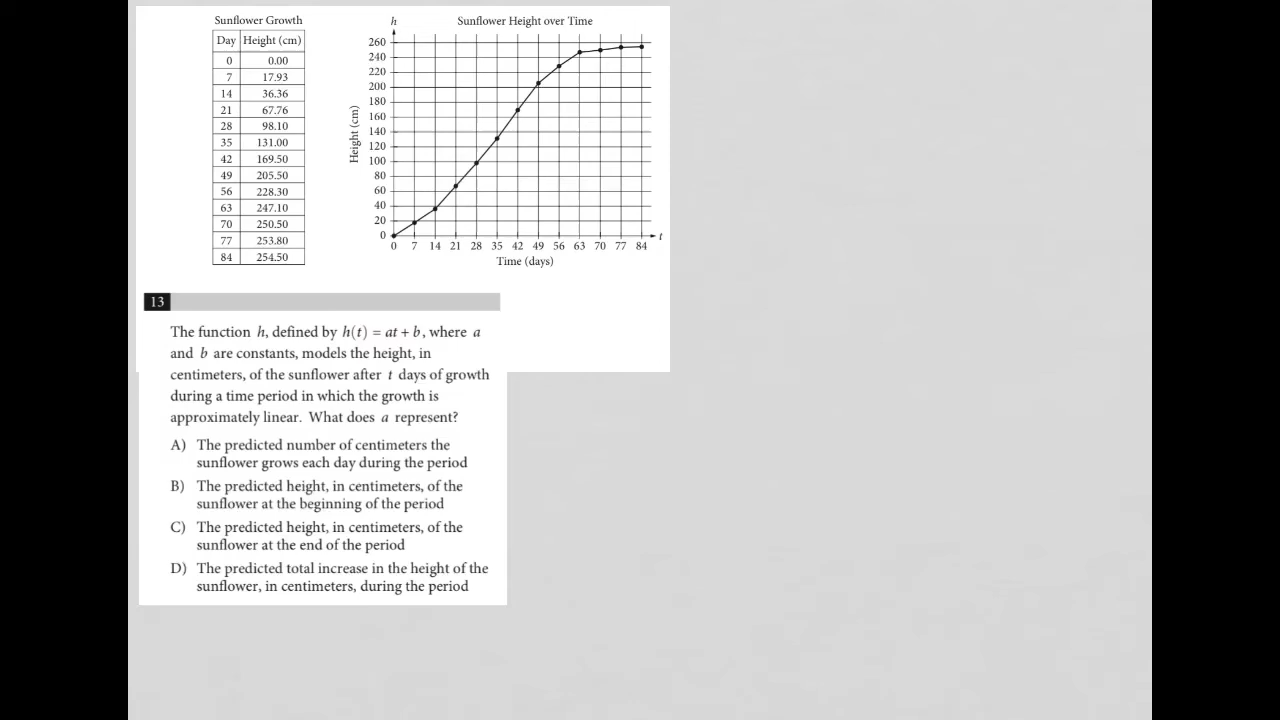 Sunflower Growth
Day Height (cm)
0 0.00
7 17.93
14 36.36
21 67.76
28 98.10
35 131.00
42 169.50
49 205.50
56 228.30
63 247.10
70 250.50
77 253.80
84 254.50
h
Sunflower Height over Time
Height (cm)
260
240
220
200
180
160
140
120
100
80
60
40
20
0
0 7 14 21 28 35 42 49 56 63 70 77 84
t
Time (days)
13
The function h, defined by h(t) = at + b, where a
and b are constants, models the height, in
centimeters, of the sunflower after t days of growth
during a time period in which the growth is
approximately linear. What does a represent?
A) The predicted number of centimeters the
sunflower grows each day during the period
B) The predicted height, in centimeters, of the
sunflower at the beginning of the period
C) The predicted height, in centimeters, of the
sunflower at the end of the period
D) The predicted total increase in the height of the
sunflower, in centimeters, during the period